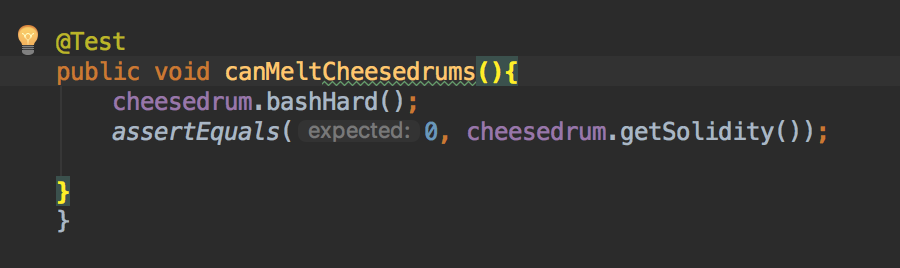 @Test
public void canMeltCheesedrums(){
cheesedrum.bashHard();
assertEquals( expected: 0, cheesedrum.getSolidity());
}
}